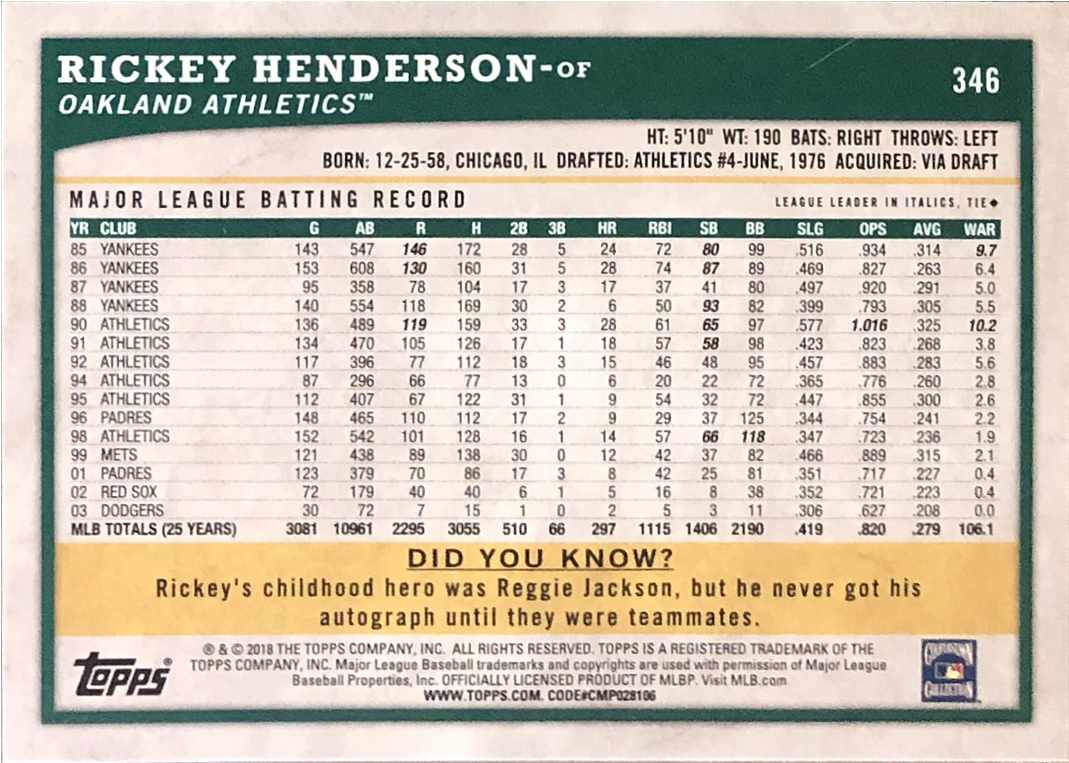 RICKEY HENDERSON-OF
OAKLAND ATHLETICS™
346
HT: 5'10" WT: 190 BATS: RIGHT THROWS: LEFT
BORN: 12-25-58, CHICAGO, IL DRAFTED: ATHLETICS #4-JUNE, 1976 ACQUIRED: VIA DRAFT
MAJOR LEAGUE BATTING RECORD
LEAGUE LEADER IN ITALICS, TIE◆
YR CLUB G AB R H 2B 3B HR RBI SB BB SLG OPS AVG WAR
85 YANKEES 143 547 146 172 28 5 24 72 80 99 .516 .934 .314 9.7
86 YANKEES 153 608 130 160 31 5 28 74 87 89 .469 .827 .263 6.4
87 YANKEES 95 358 78 104 17 3 17 37 41 80 .497 .920 .291 5.0
88 YANKEES 140 554 118 169 30 2 6 50 93 82 .399 .793 .305 5.5
90 ATHLETICS 136 489 119 159 33 3 28 61 65 97 .577 1.016 .325 10.2
91 ATHLETICS 134 470 105 126 17 1 18 57 58 98 .423 .823 .268 3.8
92 ATHLETICS 117 396 77 112 18 3 15 46 48 95 .457 .883 .283 5.6
94 ATHLETICS 87 296 66 77 13 0 6 20 22 72 .365 .776 .260 2.8
95 ATHLETICS 112 407 67 122 31 1 9 54 32 72 .447 .855 .300 2.6
96 PADRES 148 465 110 112 17 2 9 29 37 125 .344 .754 .241 2.2
98 ATHLETICS 152 542 101 128 16 1 14 57 66 118 .347 .723 .236 1.9
99 METS 121 438 89 138 30 0 12 42 37 82 .466 .889 .315 2.1
01 PADRES 123 379 70 86 17 3 8 42 25 81 .351 .717 .227 0.4
02 RED SOX 72 179 40 40 6 1 5 16 8 38 .352 .721 .223 0.4
03 DODGERS 30 72 7 15 1 0 2 5 3 11 .306 .627 .208 0.0
MLB TOTALS (25 YEARS) 3081 10961 2295 3055 510 66 297 1115 1406 2190 .419 .820 .279 106.1
DID YOU KNOW?
Rickey's childhood hero was Reggie Jackson, but he never got his
autograph until they were teammates.
® & © 2018 THE TOPPS COMPANY, INC. ALL RIGHTS RESERVED. TOPPS IS A REGISTERED TRADEMARK OF THE
TOPPS COMPANY, INC. Major League Baseball trademarks and copyrights are used with permission of Major League
Baseball Properties, Inc. OFFICIALLY LICENSED PRODUCT OF MLBP. Visit MLB.com
WWW.TOPPS.COM. CODE#CMP028106
Topps®
COOPERSTOWN
COLLECTION